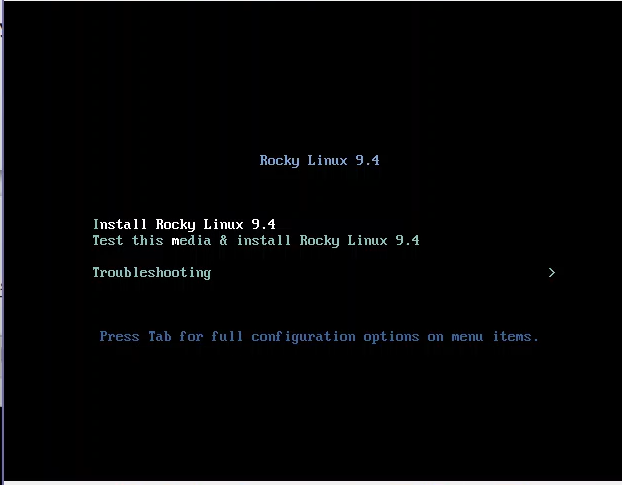 Rocky Linux 9.4
Install Rocky Linux 9.4
Test this media & install Rocky Linux 9.4
Troubleshooting >
Press Tab for full configuration options on menu items.